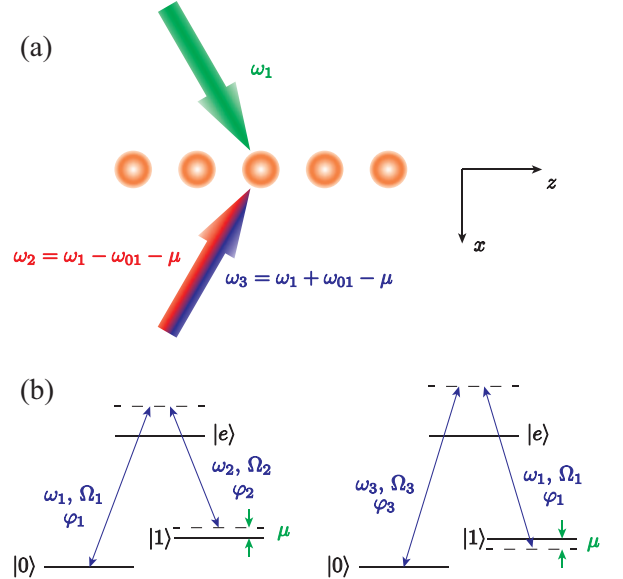 (a)
ω₁
z
x
ω₂ = ω₁ − ω₀₁ − μ
ω₃ = ω₁ + ω₀₁ − μ
(b)
|e⟩
ω₁, Ω₁
φ₁
ω₂, Ω₂
φ₂
|1⟩
μ
|0⟩
|e⟩
ω₃, Ω₃
φ₃
ω₁, Ω₁
φ₁
|1⟩
μ
|0⟩